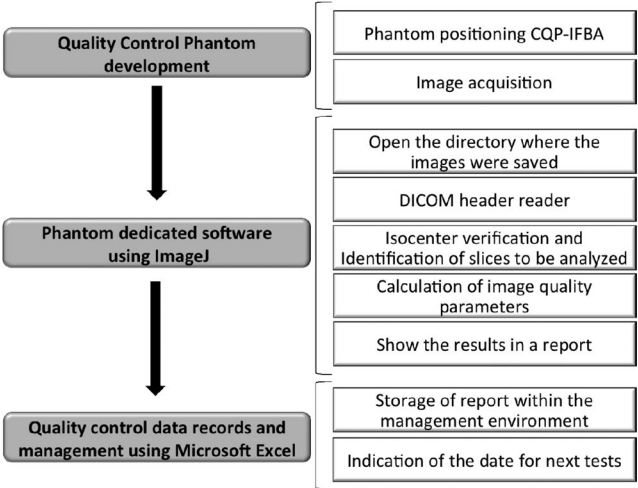 Quality Control Phantom
development
Phantom positioning CQP-IFBA
Image acquisition
Phantom dedicated software
using ImageJ
Open the directory where the
images were saved
DICOM header reader
Isocenter verification and
Identification of slices to be analyzed
Calculation of image quality
parameters
Show the results in a report
Quality control data records and
management using Microsoft Excel
Storage of report within the
management environment
Indication of the date for next tests